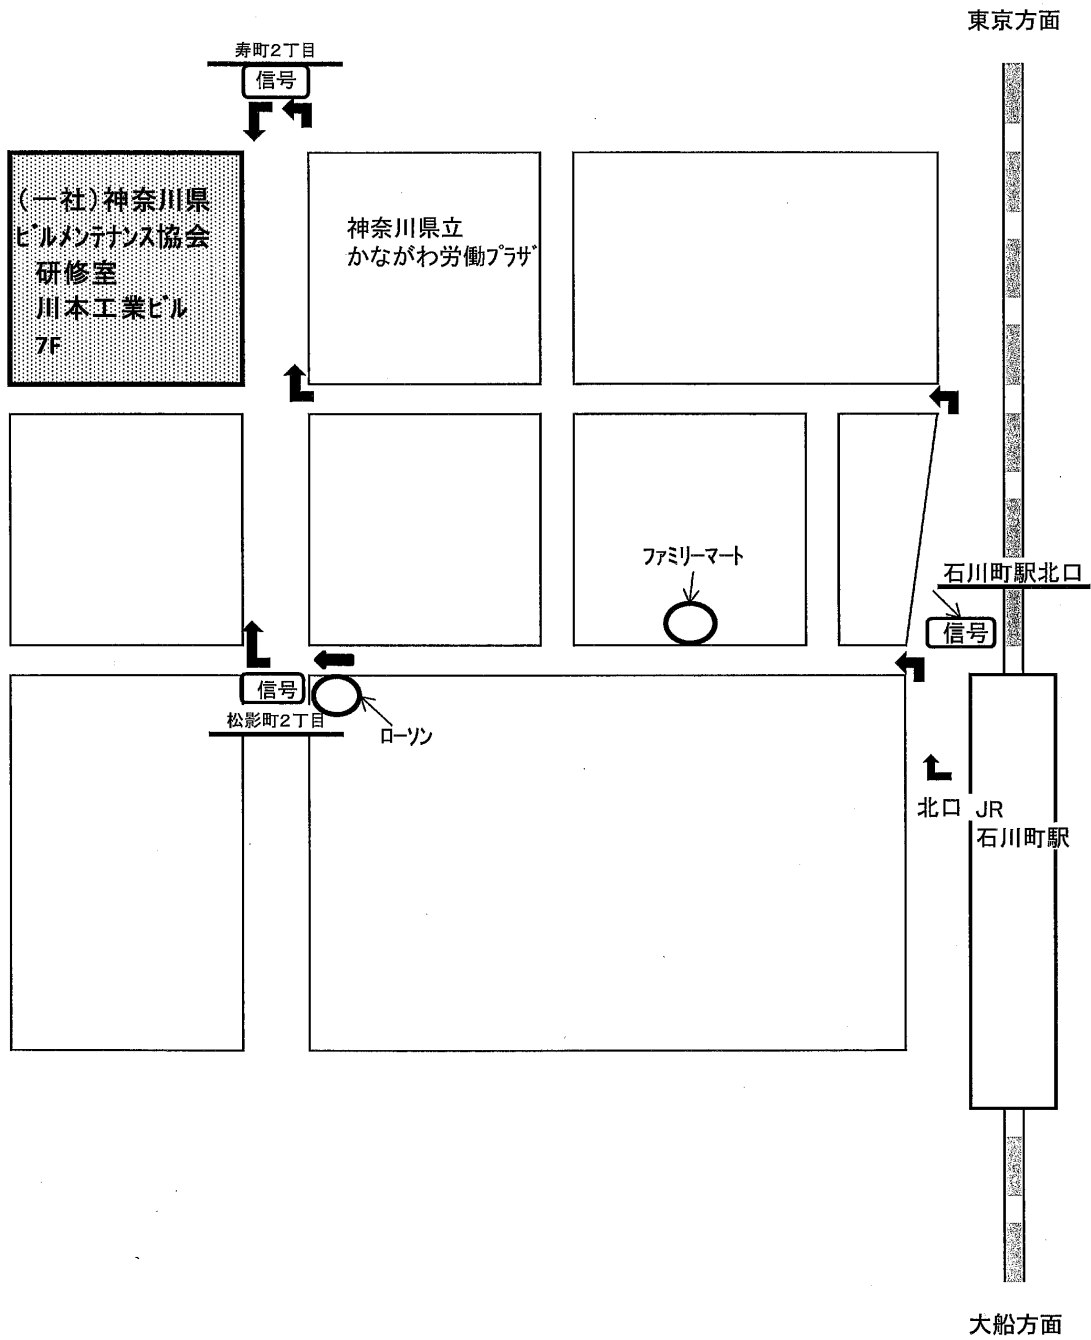 東京方面
寿町2丁目
信号
(一社)神奈川県
ﾋﾞﾙﾒﾝﾃﾅﾝｽ協会
研修室
川本工業ﾋﾞﾙ
7F
神奈川県立
かながわ労働ﾌﾟﾗｻﾞ
ﾌｧﾐﾘｰﾏｰﾄ
石川町駅北口
信号
信号
松影町2丁目
ﾛｰｿﾝ
北口
JR
石川町駅
大船方面